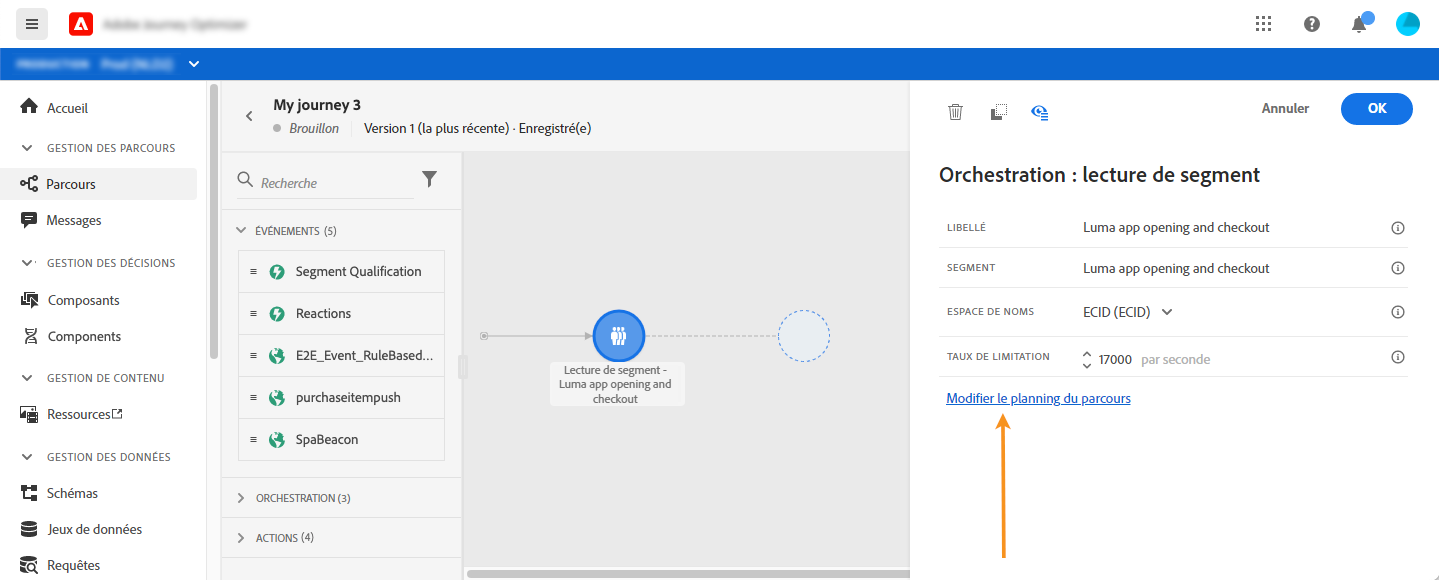 Accueil
GESTION DES PARCOURS
Parcours
Messages
GESTION DES DÉCISIONS
Composants
Components
GESTION DE CONTENU
Ressources
GESTION DES DONNÉES
Schémas
Jeux de données
Requêtes
My journey 3
Brouillon
Version 1 (la plus récente) · Enregistré(e)
Recherche
ÉVÉNEMENTS (5)
Segment Qualification
Reactions
E2E_Event_RuleBased...
purchaseitempush
SpaBeacon
ORCHESTRATION (3)
ACTIONS (4)
Lecture de segment -
Luma app opening and
checkout
Annuler
OK
Orchestration : lecture de segment
LIBELLÉ Luma app opening and checkout
SEGMENT Luma app opening and checkout
ESPACE DE NOMS ECID (ECID)
TAUX DE LIMITATION 17000 par seconde
Modifier le planning du parcours